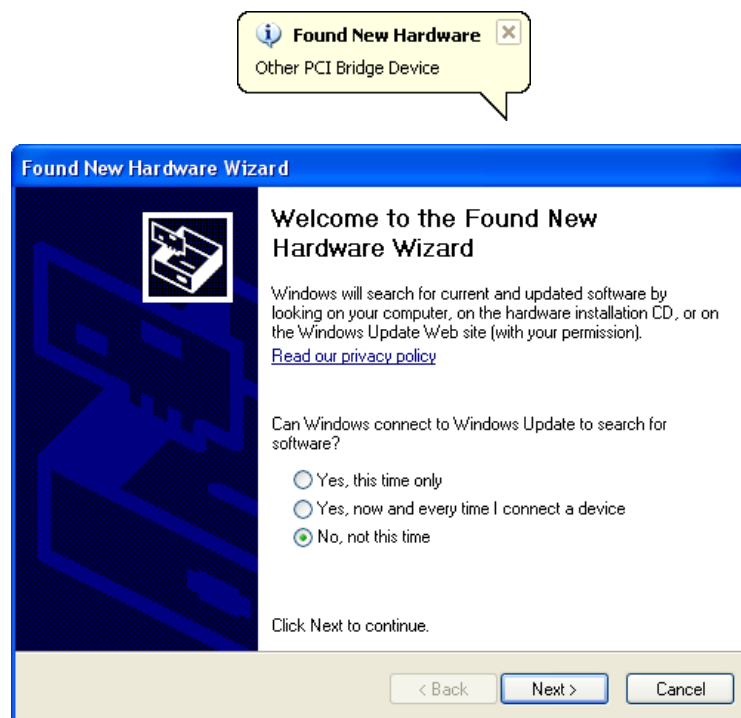 Found New Hardware
Other PCI Bridge Device
Found New Hardware Wizard
Welcome to the Found New
Hardware Wizard
Windows will search for current and updated software by
looking on your computer, on the hardware installation CD, or on
the Windows Update Web site (with your permission).
Read our privacy policy
Can Windows connect to Windows Update to search for
software?
Yes, this time only
Yes, now and every time I connect a device
No, not this time
Click Next to continue.
< Back Next > Cancel